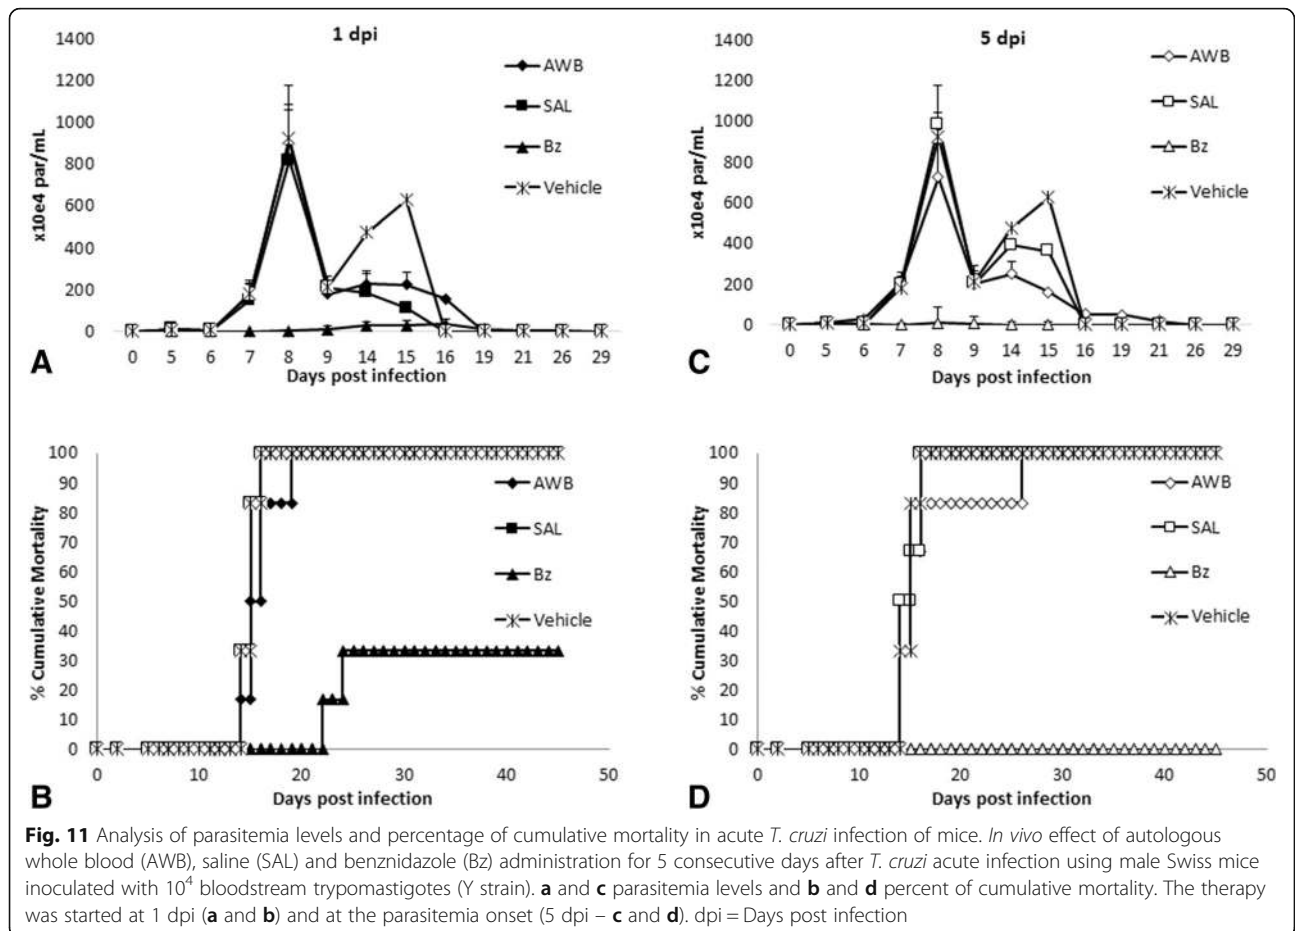 1 dpi
1400
1200
1000
800
600
400
200
0
x10e4 par/mL
AWB
SAL
Bz
Vehicle
0 5 6 7 8 9 14 15 16 19 21 26 29
Days post infection
A
5 dpi
1400
1200
1000
800
600
400
200
0
x10e4 par/mL
AWB
SAL
Bz
Vehicle
0 5 6 7 8 9 14 15 16 19 21 26 29
Days post infection
C
100
90
80
70
60
50
40
30
20
10
0
% Cumulative Mortality
AWB
SAL
Bz
Vehicle
0 10 20 30 40 50
Days post infection
B
100
90
80
70
60
50
40
30
20
10
0
% Cumulative Mortality
AWB
SAL
Bz
Vehicle
0 10 20 30 40 50
Days post infection
D
Fig. 11 Analysis of parasitemia levels and percentage of cumulative mortality in acute T. cruzi infection of mice. In vivo effect of autologous
whole blood (AWB), saline (SAL) and benznidazole (Bz) administration for 5 consecutive days after T. cruzi acute infection using male Swiss mice
inoculated with 10⁴ bloodstream trypomastigotes (Y strain). a and c parasitemia levels and b and d percent of cumulative mortality. The therapy
was started at 1 dpi (a and b) and at the parasitemia onset (5 dpi – c and d). dpi = Days post infection